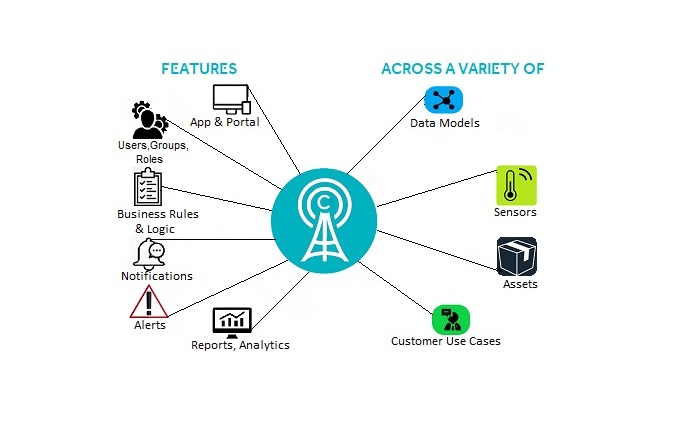 FEATURES
ACROSS A VARIETY OF
App & Portal
Data Models
Users,Groups,
Roles
C
Sensors
Business Rules
& Logic
Notifications
Assets
Alerts
Reports, Analytics
Customer Use Cases